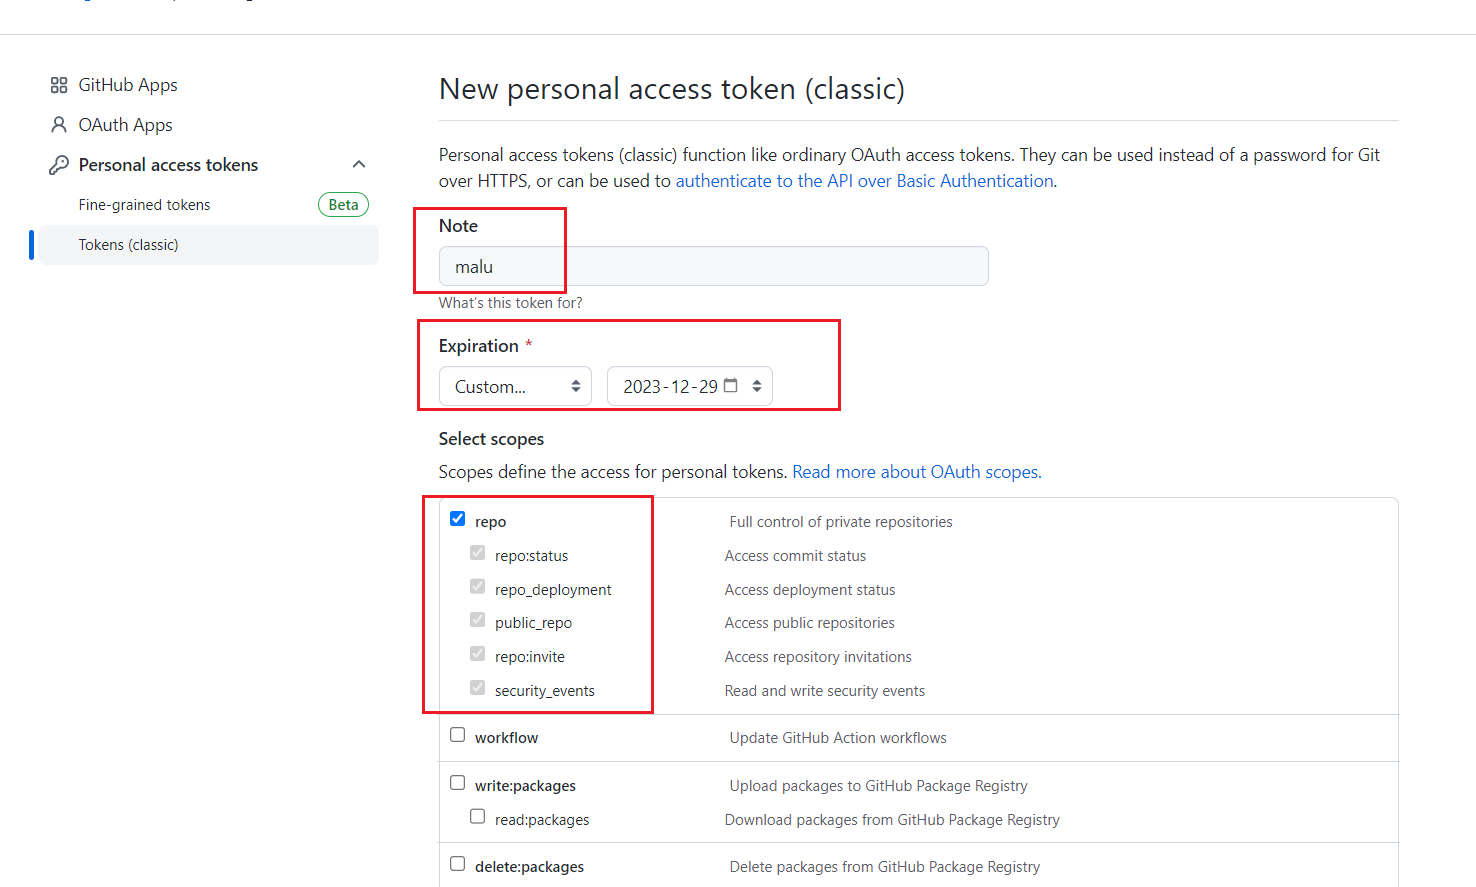 GitHub Apps
OAuth Apps
Personal access tokens
Fine-grained tokens Beta
Tokens (classic)
New personal access token (classic)
Personal access tokens (classic) function like ordinary OAuth access tokens. They can be used instead of a password for Git
over HTTPS, or can be used to authenticate to the API over Basic Authentication.
Note
malu
What's this token for?
Expiration *
Custom... 2023-12-29
Select scopes
Scopes define the access for personal tokens. Read more about OAuth scopes.
repo Full control of private repositories
repo:status Access commit status
repo_deployment Access deployment status
public_repo Access public repositories
repo:invite Access repository invitations
security_events Read and write security events
workflow Update GitHub Action workflows
write:packages Upload packages to GitHub Package Registry
read:packages Download packages from GitHub Package Registry
delete:packages Delete packages from GitHub Package Registry